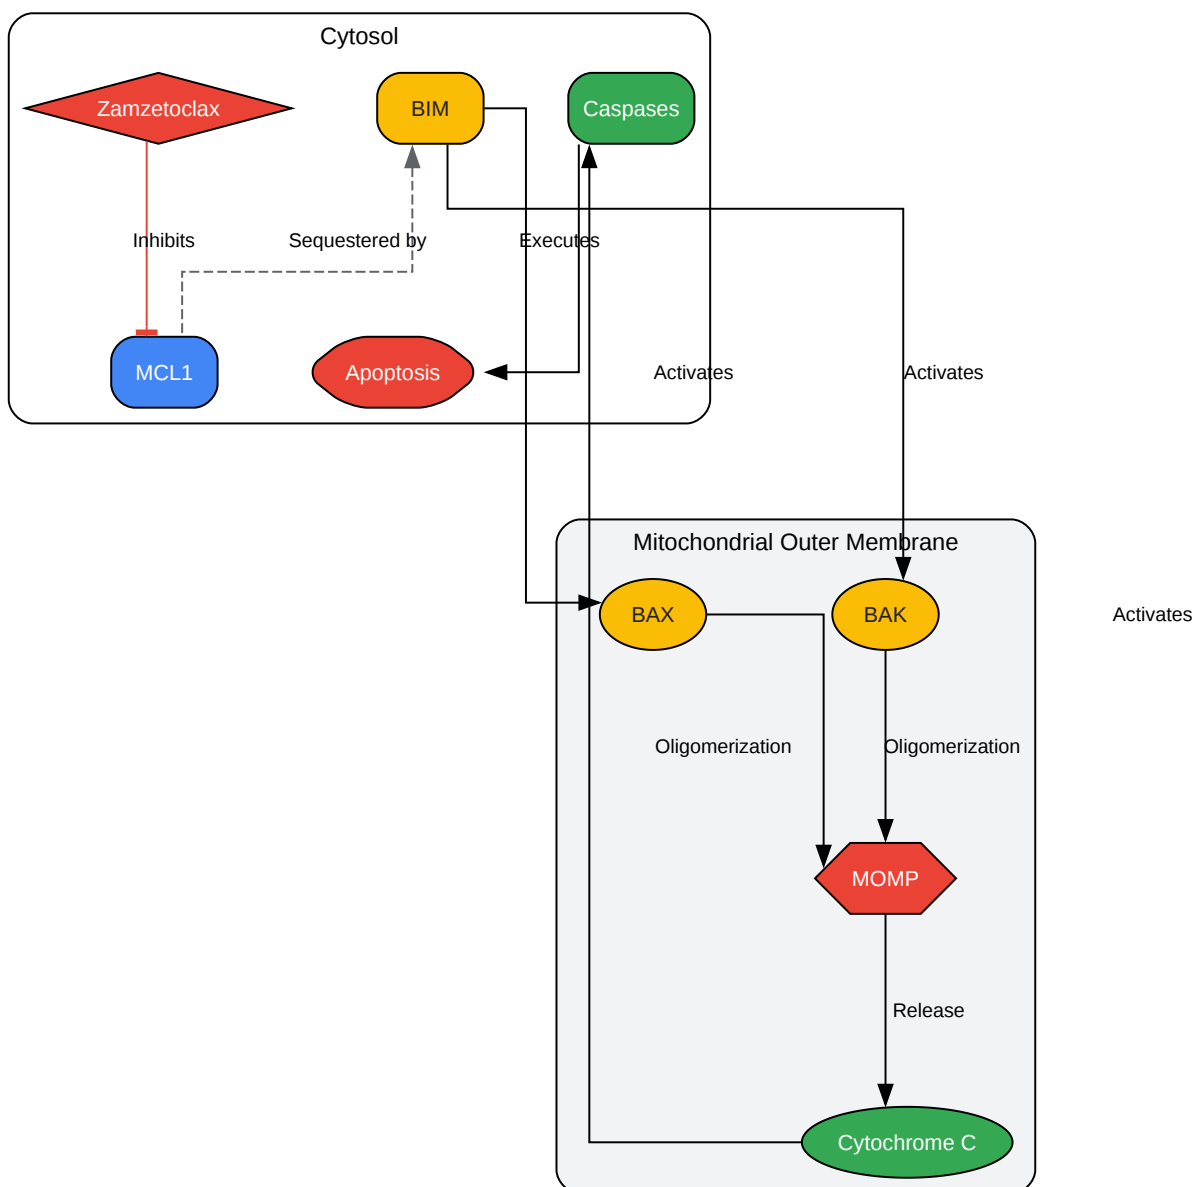 Cytosol
Zamzetoclax
BIM
Caspases
Inhibits
Sequestered by
Executes
MCL1
Apoptosis
Activates
Activates
Mitochondrial Outer Membrane
BAX
BAK
Activates
Oligomerization
Oligomerization
MOMP
Release
Cytochrome C